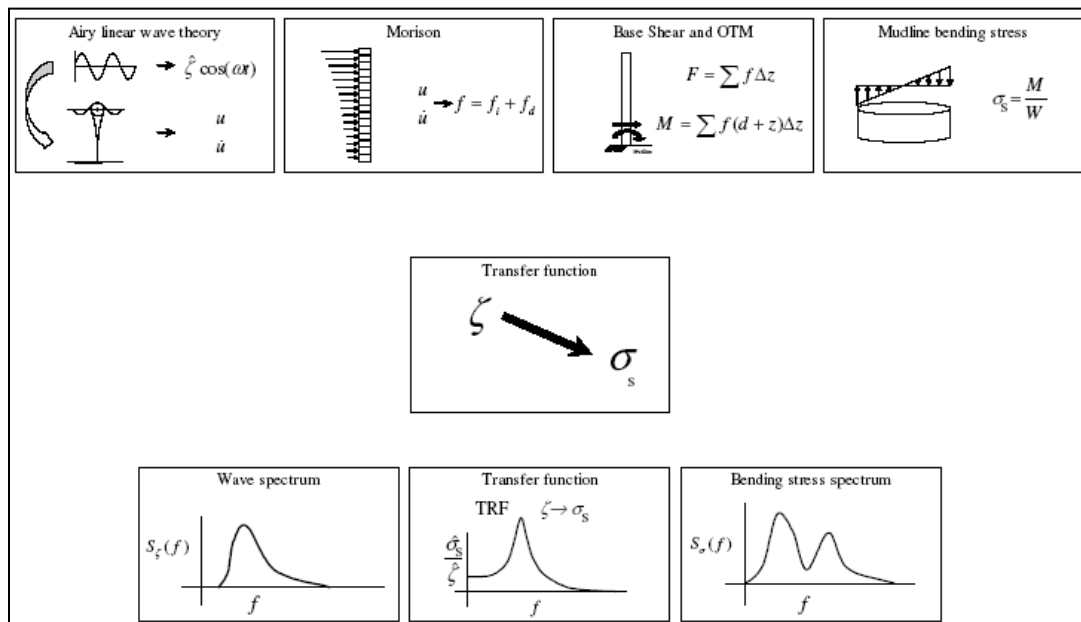 Airy linear wave theory
ζ̂ cos(ωt)
u
u̇
Morison
u
u̇
f = f_i + f_d
Base Shear and OTM
F = ∑ f Δz
M = ∑ f(d + z)Δz
Mudline bending stress
σ_S = M/W
Transfer function
ζ
σ_s
Wave spectrum
S_ζ(f)
f
Transfer function
TRF ζ → σ_S
σ̂_S/ζ̂
f
Bending stress spectrum
S_σ(f)
f